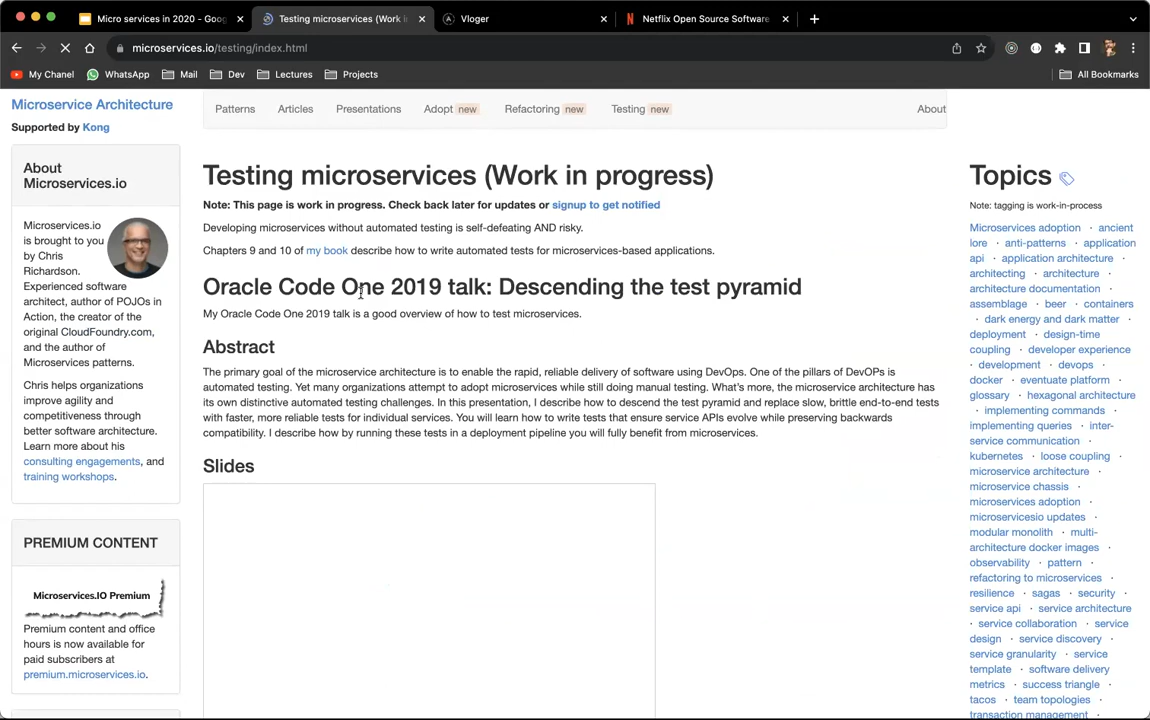 Micro services in 2020 - Goog
Testing microservices (Work i
Vloger
Netflix Open Source Software
microservices.io/testing/index.html
My Chanel
WhatsApp
Mail
Dev
Lectures
Projects
All Bookmarks
Microservice Architecture
Supported by Kong
Patterns
Articles
Presentations
Adopt new
Refactoring new
Testing new
About
About
Microservices.io
Microservices.io
is brought to you
by Chris
Richardson.
Experienced software
architect, author of POJOs in
Action, the creator of the
original CloudFoundry.com,
and the author of
Microservices patterns.
Chris helps organizations
improve agility and
competitiveness through
better software architecture.
Learn more about his
consulting engagements, and
training workshops.
PREMIUM CONTENT
Microservices.IO Premium
Premium content and office
hours is now available for
paid subscribers at
premium.microservices.io.
Testing microservices (Work in progress)
Note: This page is work in progress. Check back later for updates or signup to get notified
Developing microservices without automated testing is self-defeating AND risky.
Chapters 9 and 10 of my book describe how to write automated tests for microservices-based applications.
Oracle Code One 2019 talk: Descending the test pyramid
My Oracle Code One 2019 talk is a good overview of how to test microservices.
Abstract
The primary goal of the microservice architecture is to enable the rapid, reliable delivery of software using DevOps. One of the pillars of DevOPs is
automated testing. Yet many organizations attempt to adopt microservices while still doing manual testing. What's more, the microservice architecture has
its own distinctive automated testing challenges. In this presentation, I describe how to descend the test pyramid and replace slow, brittle end-to-end tests
with faster, more reliable tests for individual services. You will learn how to write tests that ensure service APIs evolve while preserving backwards
compatibility. I describe how by running these tests in a deployment pipeline you will fully benefit from microservices.
Slides
Topics
Note: tagging is work-in-process
Microservices adoption · ancient
lore · anti-patterns · application
api · application architecture ·
architecting · architecture ·
architecture documentation ·
assemblage · beer · containers
· dark energy and dark matter ·
deployment · design-time
coupling · developer experience
· development · devops ·
docker · eventuate platform ·
glossary · hexagonal architecture
· implementing commands ·
implementing queries · inter-
service communication ·
kubernetes · loose coupling ·
microservice architecture ·
microservice chassis ·
microservices adoption ·
microservicesio updates ·
modular monolith · multi-
architecture docker images ·
observability · pattern ·
refactoring to microservices ·
resilience · sagas · security ·
service api · service architecture
· service collaboration · service
design · service discovery ·
service granularity · service
template · software delivery
metrics · success triangle ·
tacos · team topologies ·
transaction management ·